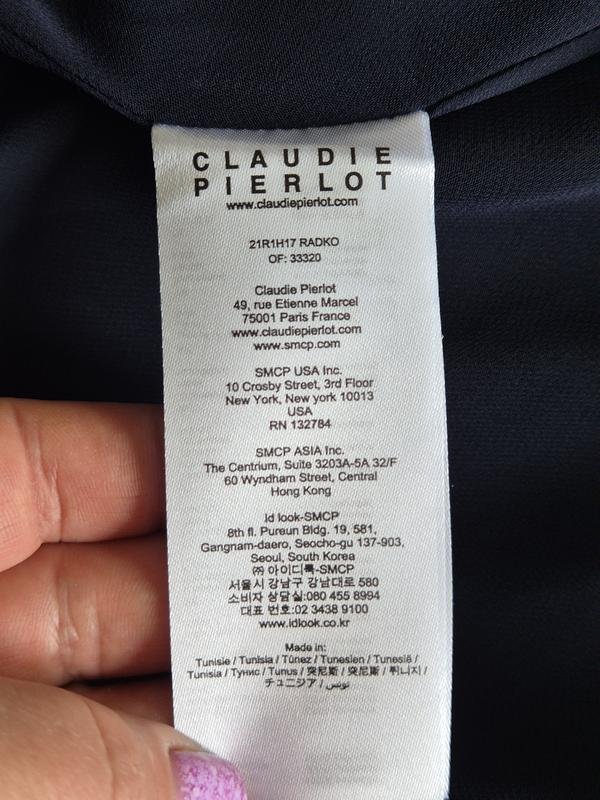 CLAUDIE
PIERLOT
www.claudiepierlot.com
21R1H17 RADKO
OF: 33320
Claudie Pierlot
49, rue Etienne Marcel
75001 Paris France
www.claudiepierlot.com
www.smcp.com
SMCP USA Inc.
10 Crosby Street, 3rd Floor
New York, New york 10013
USA
RN 132784
SMCP ASIA Inc.
The Centrium, Suite 3203A-5A 32/F
60 Wyndham Street, Central
Hong Kong
Id look-SMCP
8th fl. Pureun Bldg. 19, 581,
Gangnam-daero, Seocho-gu 137-903,
Seoul, South Korea
㈜ 아이디룩-SMCP
서울시 강남구 강남대로 580
소비자 상담실:080 455 8994
대표 번호:02 3438 9100
www.idlook.co.kr
Made in:
Tunisie / Tunisia / Túnez / Tunesien / Tunesië /
Tunisia / Тунис / Tunus / 突尼斯 / 突尼斯 / 튀니지 /
チュニジア / تونس